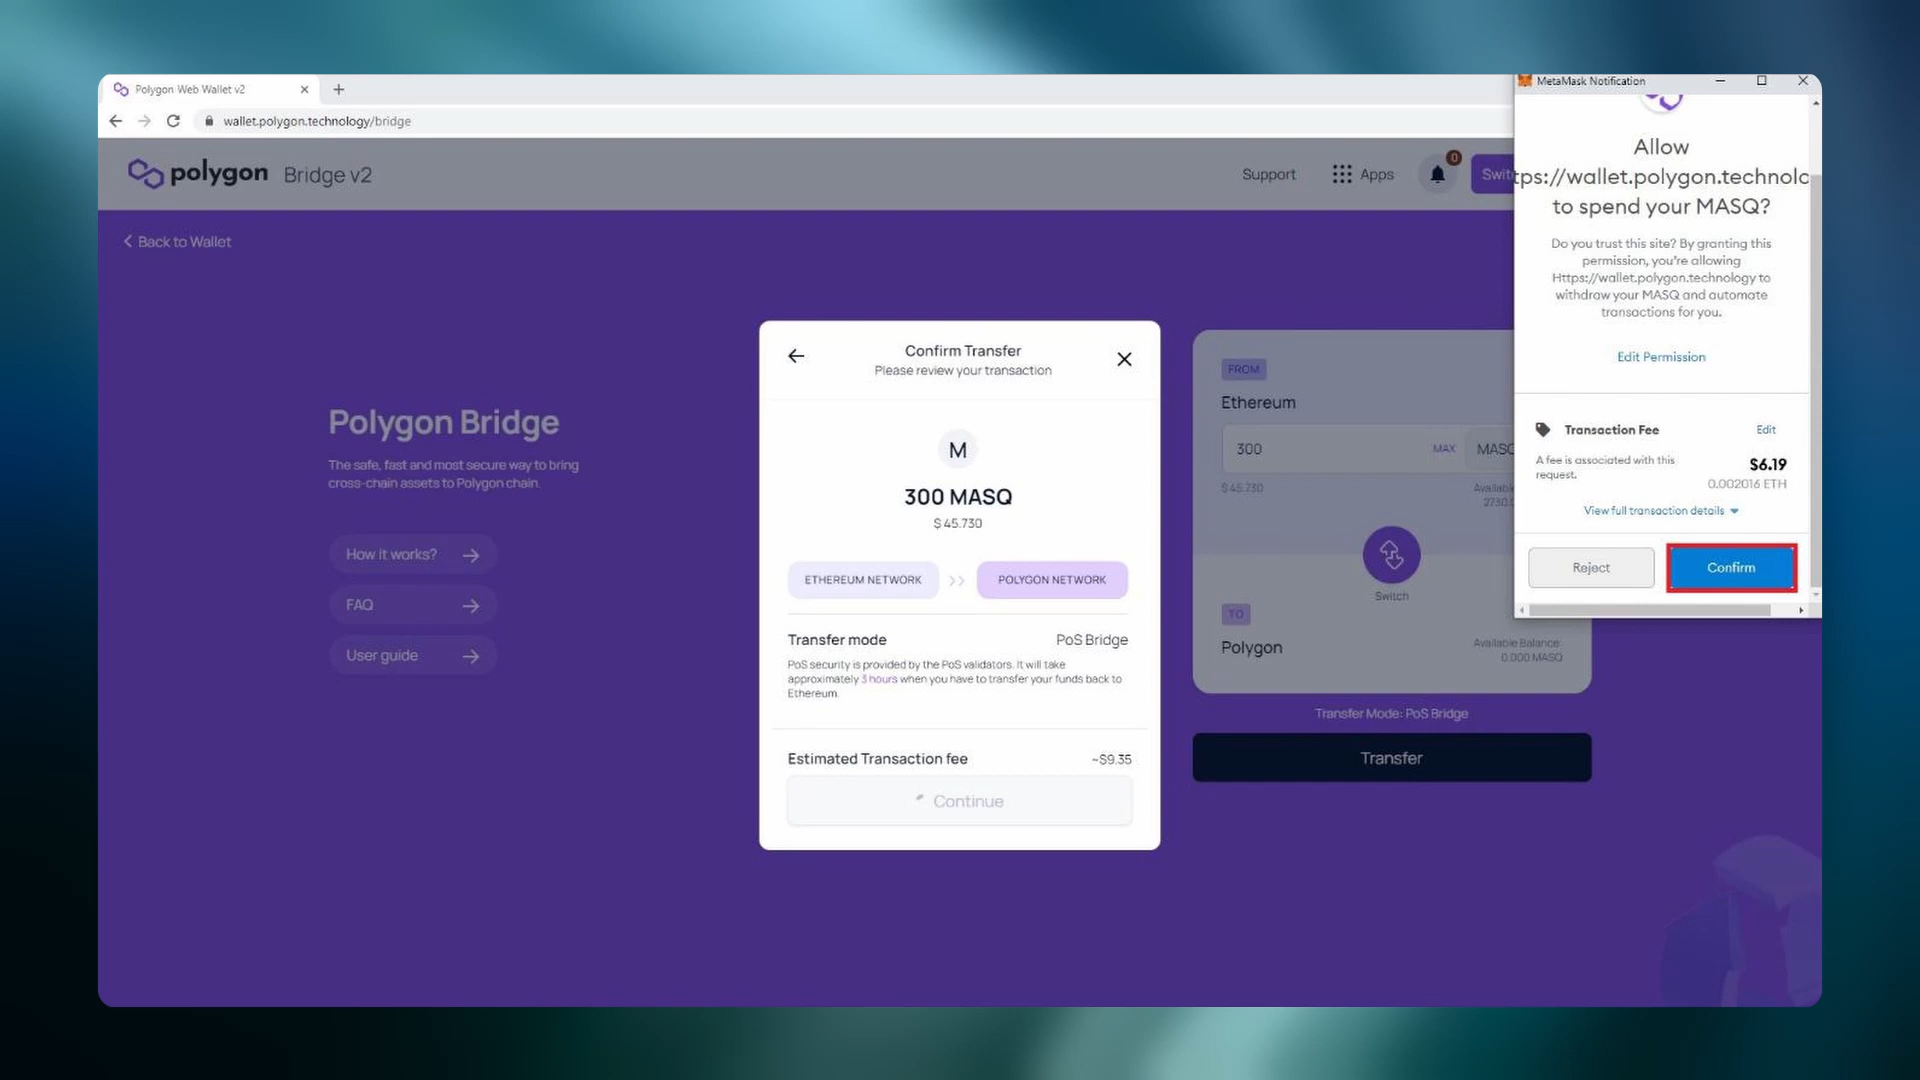 Polygon Web Wallet v2
wallet.polygon.technology/bridge
polygon Bridge v2
Support
Apps
0
Back to Wallet
Polygon Bridge
The safe, fast and most secure way to bring
cross-chain assets to Polygon chain.
How it works?
FAQ
User guide
Confirm Transfer
Please review your transaction
M
300 MASQ
$ 45.730
ETHEREUM NETWORK
POLYGON NETWORK
Transfer mode PoS Bridge
PoS security is provided by the PoS validators. It will take
approximately 3 hours when you have to transfer your funds back to
Ethereum.
Estimated Transaction fee ~$9.35
Continue
FROM
Ethereum
300 MAX
$ 45.730
Switch
TO
Polygon
Available Balance:
0.000 MASQ
Transfer Mode: PoS Bridge
Transfer
MetaMask Notification
Allow
tps://wallet.polygon.technolo
to spend your MASQ?
Do you trust this site? By granting this
permission, you're allowing
Https://wallet.polygon.technology to
withdraw your MASQ and automate
transactions for you.
Edit Permission
Transaction Fee Edit
A fee is associated with this
request.
$6.19
0.002016 ETH
View full transaction details
Reject
Confirm